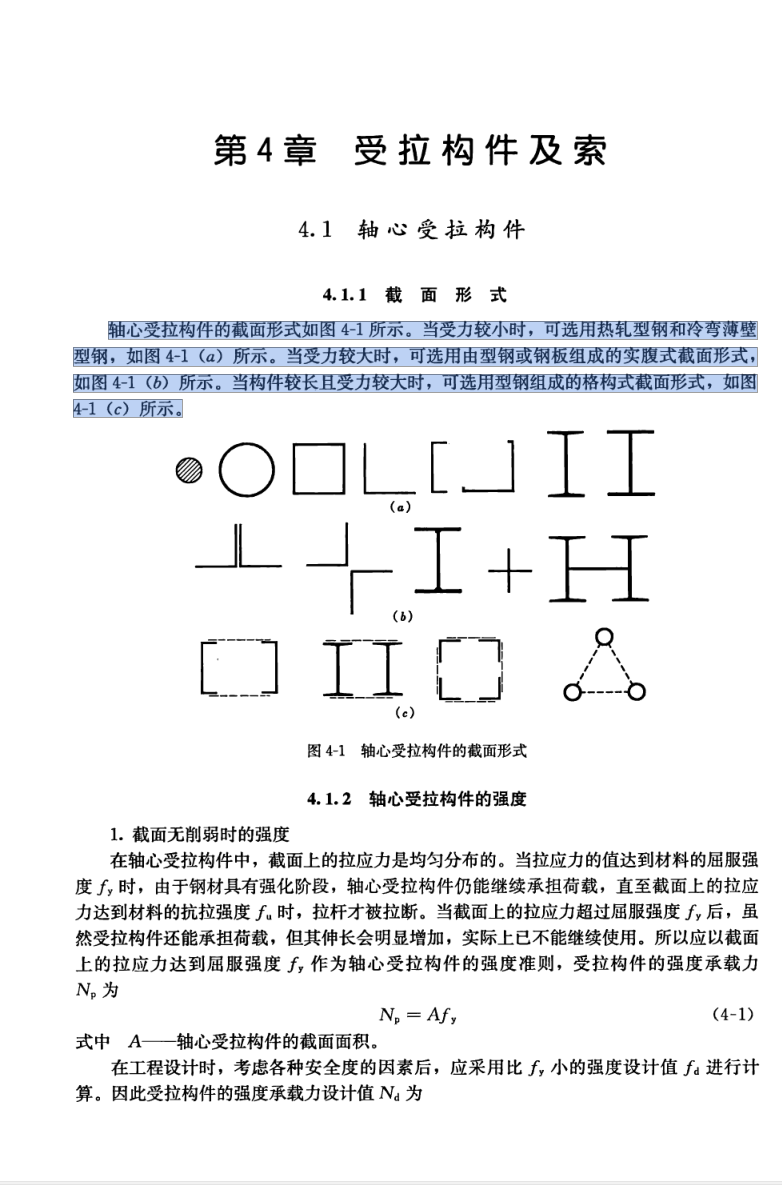 第4章 受拉构件及索
4.1 轴心受拉构件
4.1.1 截面形式
轴心受拉构件的截面形式如图 4-1 所示。当受力较小时，可选用热轧型钢和冷弯薄壁
型钢，如图 4-1（a）所示。当受力较大时，可选用由型钢或钢板组成的实腹式截面形式，
如图 4-1（b）所示。当构件较长且受力较大时，可选用型钢组成的格构式截面形式，如图
4-1（c）所示。
（a）
（b）
（c）
图 4-1 轴心受拉构件的截面形式
4.1.2 轴心受拉构件的强度
1. 截面无削弱时的强度
在轴心受拉构件中，截面上的拉应力是均匀分布的。当拉应力的值达到材料的屈服强
度 fy 时，由于钢材具有强化阶段，轴心受拉构件仍能继续承担荷载，直至截面上的拉应
力达到材料的抗拉强度 fu 时，拉杆才被拉断。当截面上的拉应力超过屈服强度 fy 后，虽
然受拉构件还能承担荷载，但其伸长会明显增加，实际上已不能继续使用。所以应以截面
上的拉应力达到屈服强度 fy 作为轴心受拉构件的强度准则，受拉构件的强度承载力
Np 为
Np = Afy （4-1）
式中 A——轴心受拉构件的截面面积。
在工程设计时，考虑各种安全度的因素后，应采用比 fy 小的强度设计值 fd 进行计
算。因此受拉构件的强度承载力设计值 Nd 为